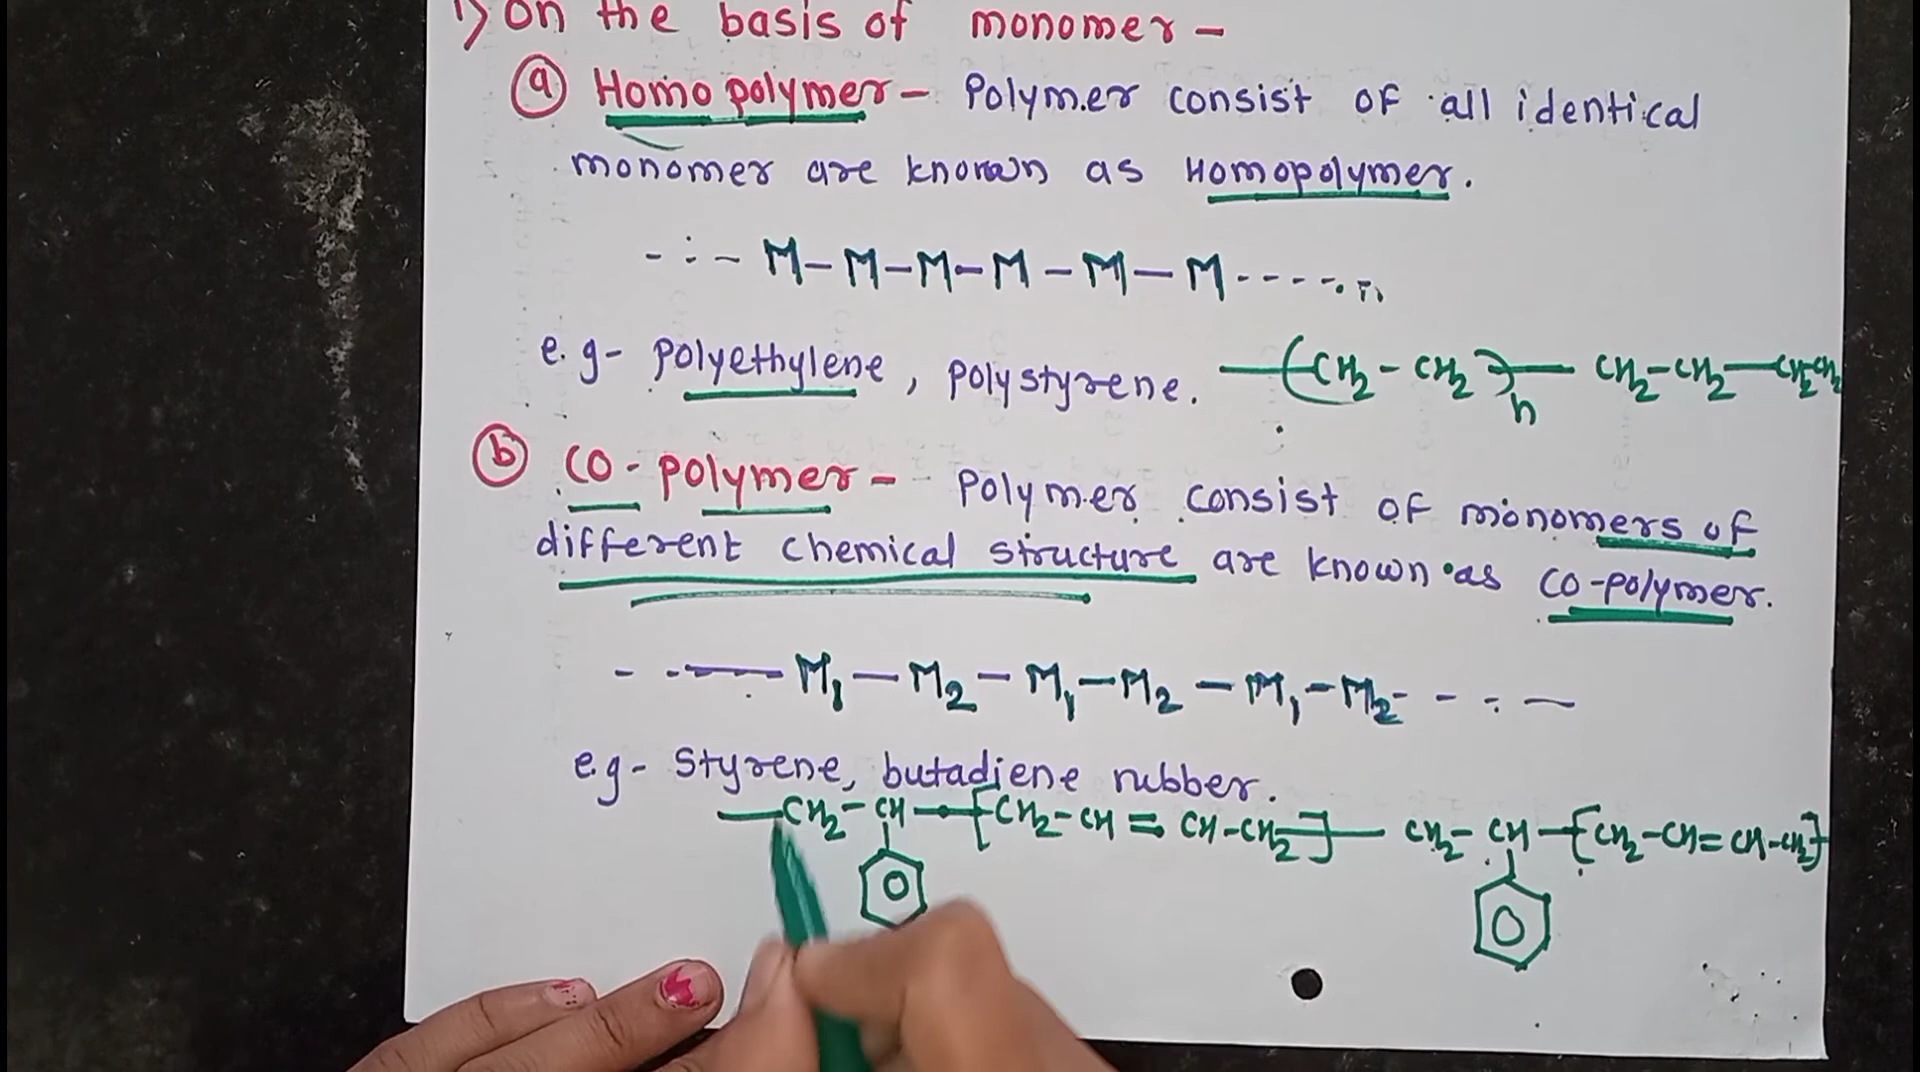 1) On the basis of monomer -
(a) Homopolymer - Polymer consist of all identical
monomer are known as Homopolymer.
- - - M - M - M - M - M - M - - - -
e.g - polyethylene, polystyrene. —(CH₂ - CH₂)ₙ— CH₂-CH₂—CH₂CH₂
(b) CO-polymer - Polymer consist of monomers of
different chemical structure are known as co-polymer.
- - — M₁ — M₂ — M₁ — M₂ — M₁ - M₂ - - - —
e.g - Styrene, butadiene rubber.
—CH₂-CH—[CH₂-CH=CH-CH₂]—CH₂-CH—[CH₂-CH=CH-CH₂]